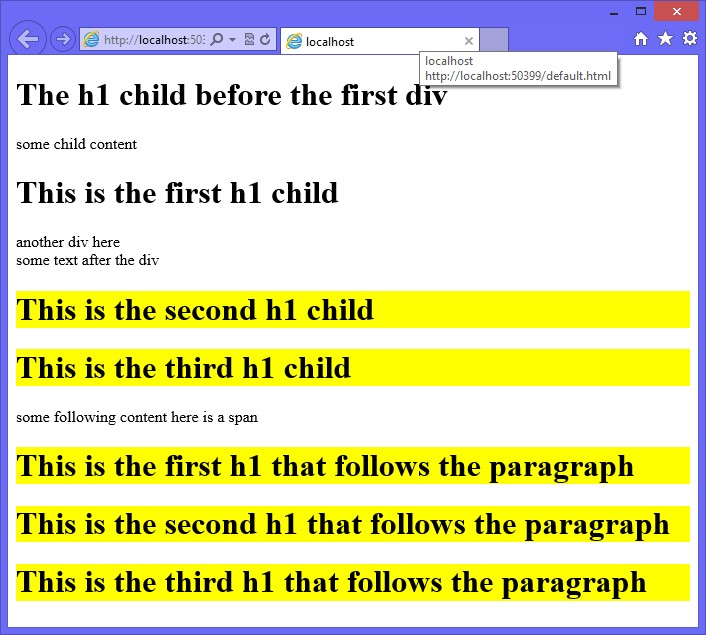 http://localhost:503
localhost
localhost
http://localhost:50399/default.html
The h1 child before the first div
some child content
This is the first h1 child
another div here
some text after the div
This is the second h1 child
This is the third h1 child
some following content here is a span
This is the first h1 that follows the paragraph
This is the second h1 that follows the paragraph
This is the third h1 that follows the paragraph